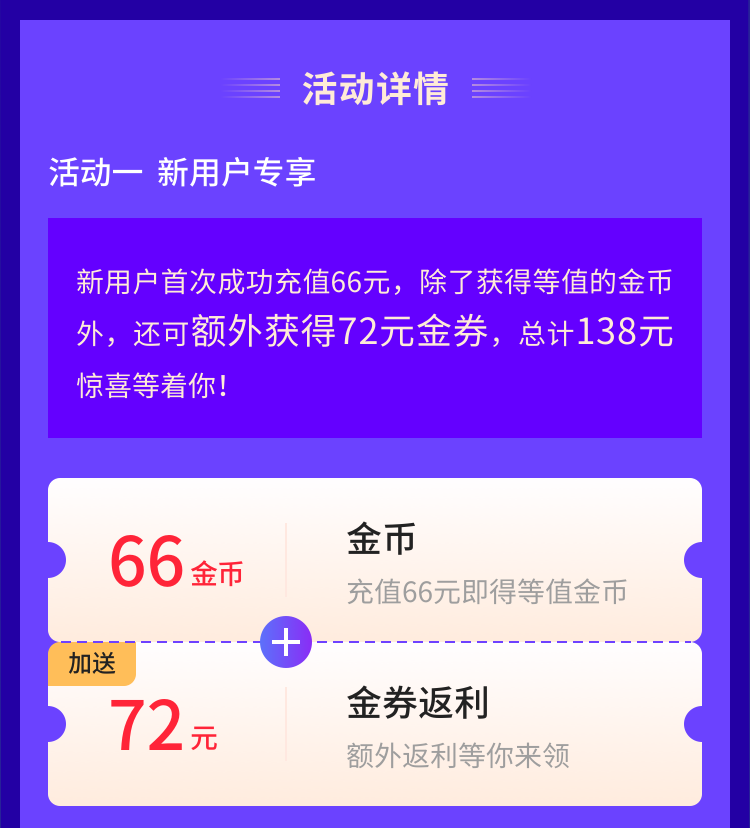 活动详情
活动一 新用户专享
新用户首次成功充值66元，除了获得等值的金币
外，还可额外获得72元金券，总计138元
惊喜等着你！
66金币
金币
充值66元即得等值金币
加送
72元
金券返利
额外返利等你来领